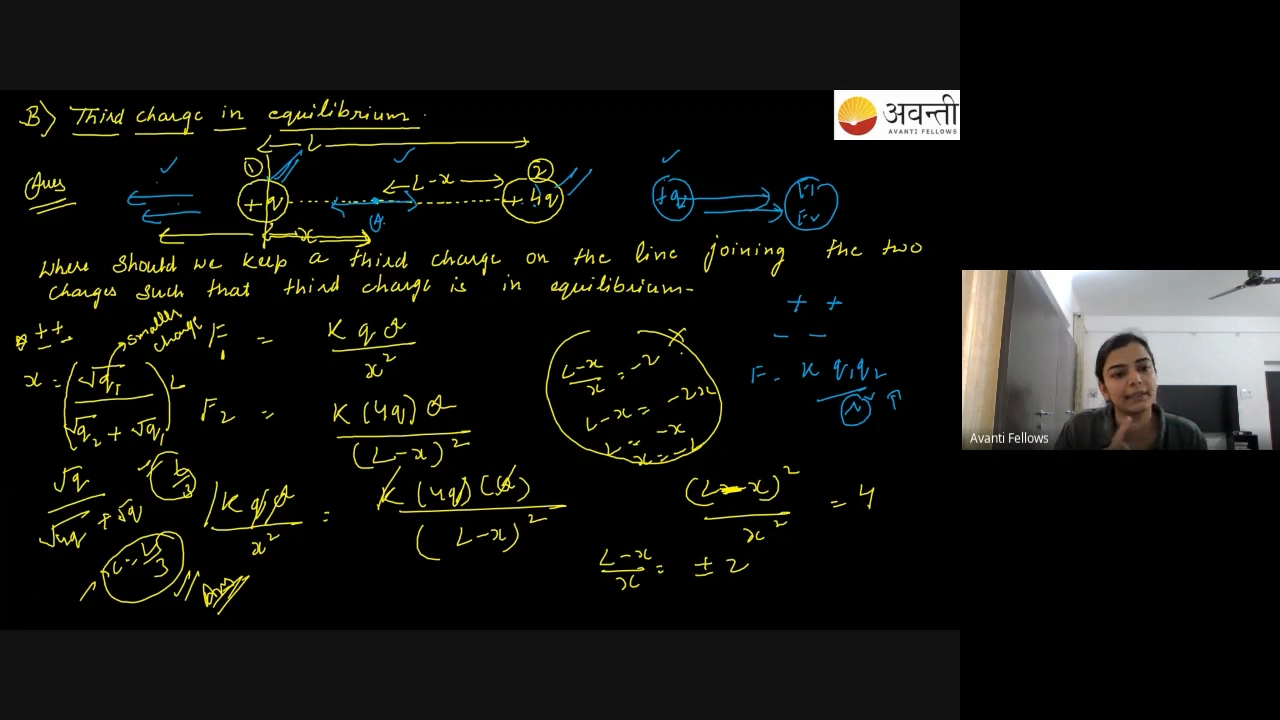 B) Third charge in equilibrium.
अवन्ती
AVANTI FELLOWS
L
Ans
①
②
L-x
+q
+4q
x
Where should we keep a third charge on the line joining the two
charges such that third charge is in equilibrium-
+ +
- -
smaller
charge
x = (√q₁ / (√q₂ + √q₁)) L
F₁ = K q Q / x²
F₂ = K (4q) Q / (L-x)²
(L-x)/x = -2
L-x = -2x
L = -x
x = -L
+ +
- -
F = K q₁q₂ / r² ↑
Avanti Fellows
√q / (√4q + √q)
L/3
K q Q / x² = K (4q) (Q) / (L-x)²
(L-x)² / x² = 4
x = L/3
Ans
(L-x)/x = ± 2